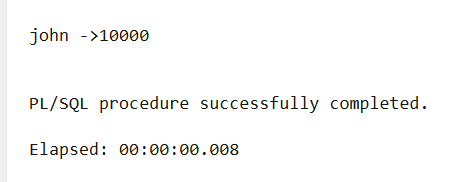 john ->10000
PL/SQL procedure successfully completed.
Elapsed: 00:00:00.008